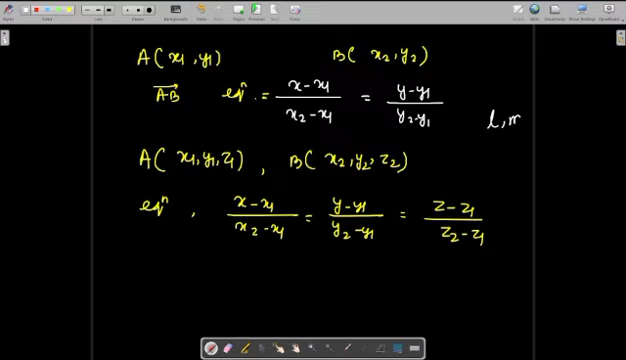 A( x1, y1)   B( x2, y2)
AB   eqn. = x-x1/x2-x1 = y-y1/y2-y1   l, m
A( x1, y1, z1) , B( x2, y2, z2)
eqn , x-x1/x2-x1 = y-y1/y2-y1 = z-z1/z2-z1